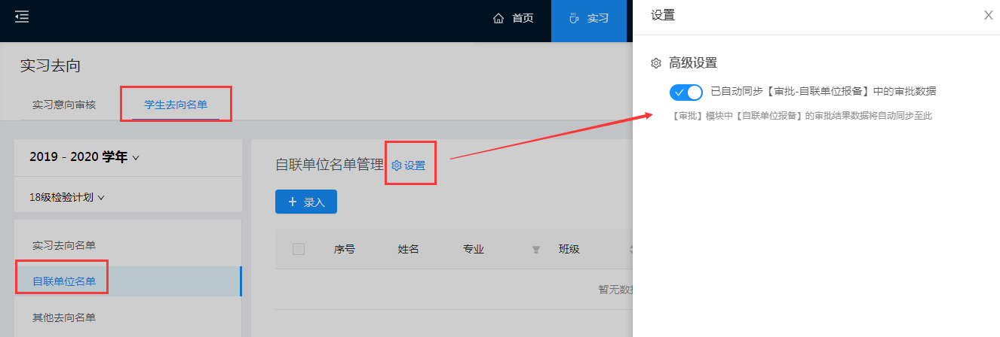 首页
实习
设置
实习去向
高级设置
实习意向审核
学生去向名单
已自动同步【审批-自联单位报备】中的审批数据
【审批】模块中【自联单位报备】的审批结果数据将自动同步至此
2019 - 2020 学年
自联单位名单管理 设置
18级检验计划
录入
实习去向名单
序号 姓名 专业 班级
自联单位名单
暂无数
其他去向名单